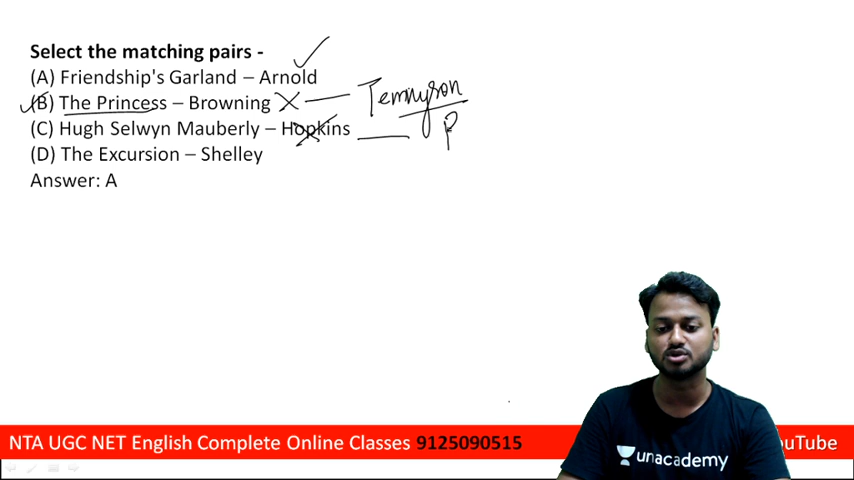 Select the matching pairs -
(A) Friendship's Garland – Arnold
(B) The Princess – Browning Tennyson
(C) Hugh Selwyn Mauberly – Hopkins P
(D) The Excursion – Shelley
Answer: A
NTA UGC NET English Complete Online Classes 9125090515 ouTube
unacademy